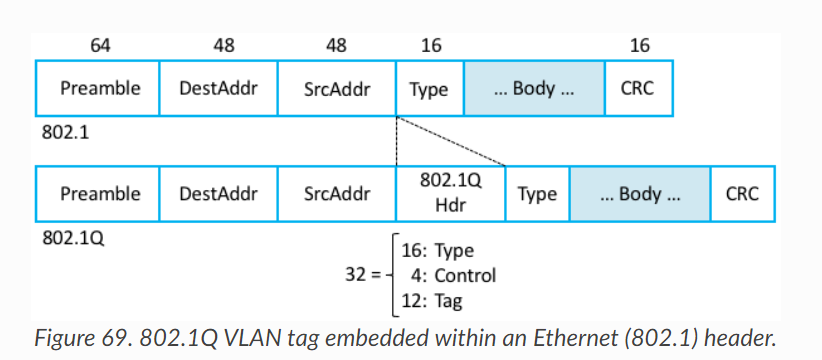 64 48 48 16 16
Preamble DestAddr SrcAddr Type ... Body ... CRC
802.1
Preamble DestAddr SrcAddr 802.1Q Hdr Type ... Body ... CRC
802.1Q
32 =
16: Type
4: Control
12: Tag
Figure 69. 802.1Q VLAN tag embedded within an Ethernet (802.1) header.